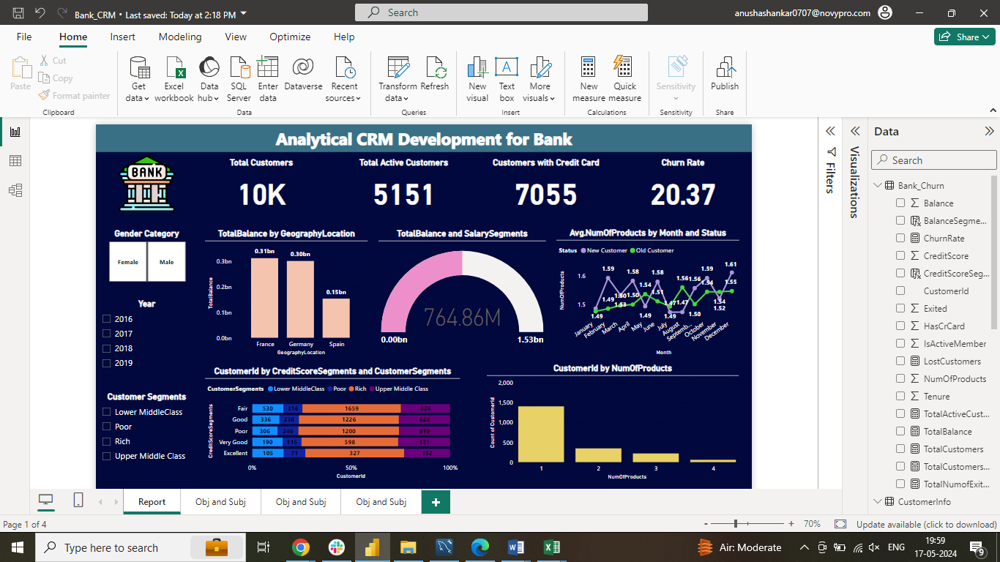 Bank_CRM • Last saved: Today at 2:18 PM
Search
anushashankar0707@novypro.com
File Home Insert Modeling View Optimize Help
Share
Paste
Cut
Copy
Format painter
Clipboard
Get data
Excel workbook
Data hub
SQL Server
Enter data
Dataverse
Recent sources
Data
Transform data
Refresh
Queries
New visual
Text box
More visuals
Insert
New measure
Quick measure
Calculations
Sensitivity
Sensitivity
Publish
Share
Analytical CRM Development for Bank
BANK
Total Customers
10K
Total Active Customers
5151
Customers with Credit Card
7055
Churn Rate
20.37
Gender Category
Female Male
Year
2016
2017
2018
2019
Customer Segments
Lower MiddleClass
Poor
Rich
Upper Middle Class
TotalBalance by GeographyLocation
TotalBalance
0.3bn
0.2bn
0.1bn
0.0bn
0.31bn 0.30bn 0.15bn
France Germany Spain
GeographyLocation
TotalBalance and SalarySegments
764.86M
0.00bn 1.53bn
Avg.NumOfProducts by Month and Status
Status New Customer Old Customer
NumOfProducts
1.6
1.5
1.59 1.58 1.58 1.56 1.56 1.59 1.61
1.49 1.50 1.50 1.54 1.51 1.47 1.47 1.54 1.55
1.49 1.53 1.49 1.49 1.50 1.54 1.52
January February March April May June July August Septemb... October November December
Month
CustomerId by CreditScoreSegments and CustomerSegments
CustomerSegments Lower MiddleClass Poor Rich Upper Middle Class
CreditScoreSegments
Fair 530 316 1659 826
Good 336 238 1226 628
Poor 306 246 1200 610
Very Good 190 115 598 321
Excellent 105 71 327 152
0% 50% 100%
CustomerId
CustomerId by NumOfProducts
Count of CustomerId
2,000
1,500
1,000
500
0
1 2 3 4
NumOfProducts
Filters
Visualizations
Data
Search
Bank_Churn
Balance
BalanceSegme...
ChurnRate
CreditScore
CreditScoreSeg...
CustomerId
Exited
HasCrCard
IsActiveMember
LostCustomers
NumOfProducts
Tenure
TotalActiveCust...
TotalBalance
TotalCustomers
TotalCustomers...
TotalNumofExit...
CustomerInfo
Report Obj and Subj Obj and Subj Obj and Subj
Page 1 of 4
- + 70%
Update available (click to download)
Type here to search
Air: Moderate
ENG
19:59
17-05-2024
9